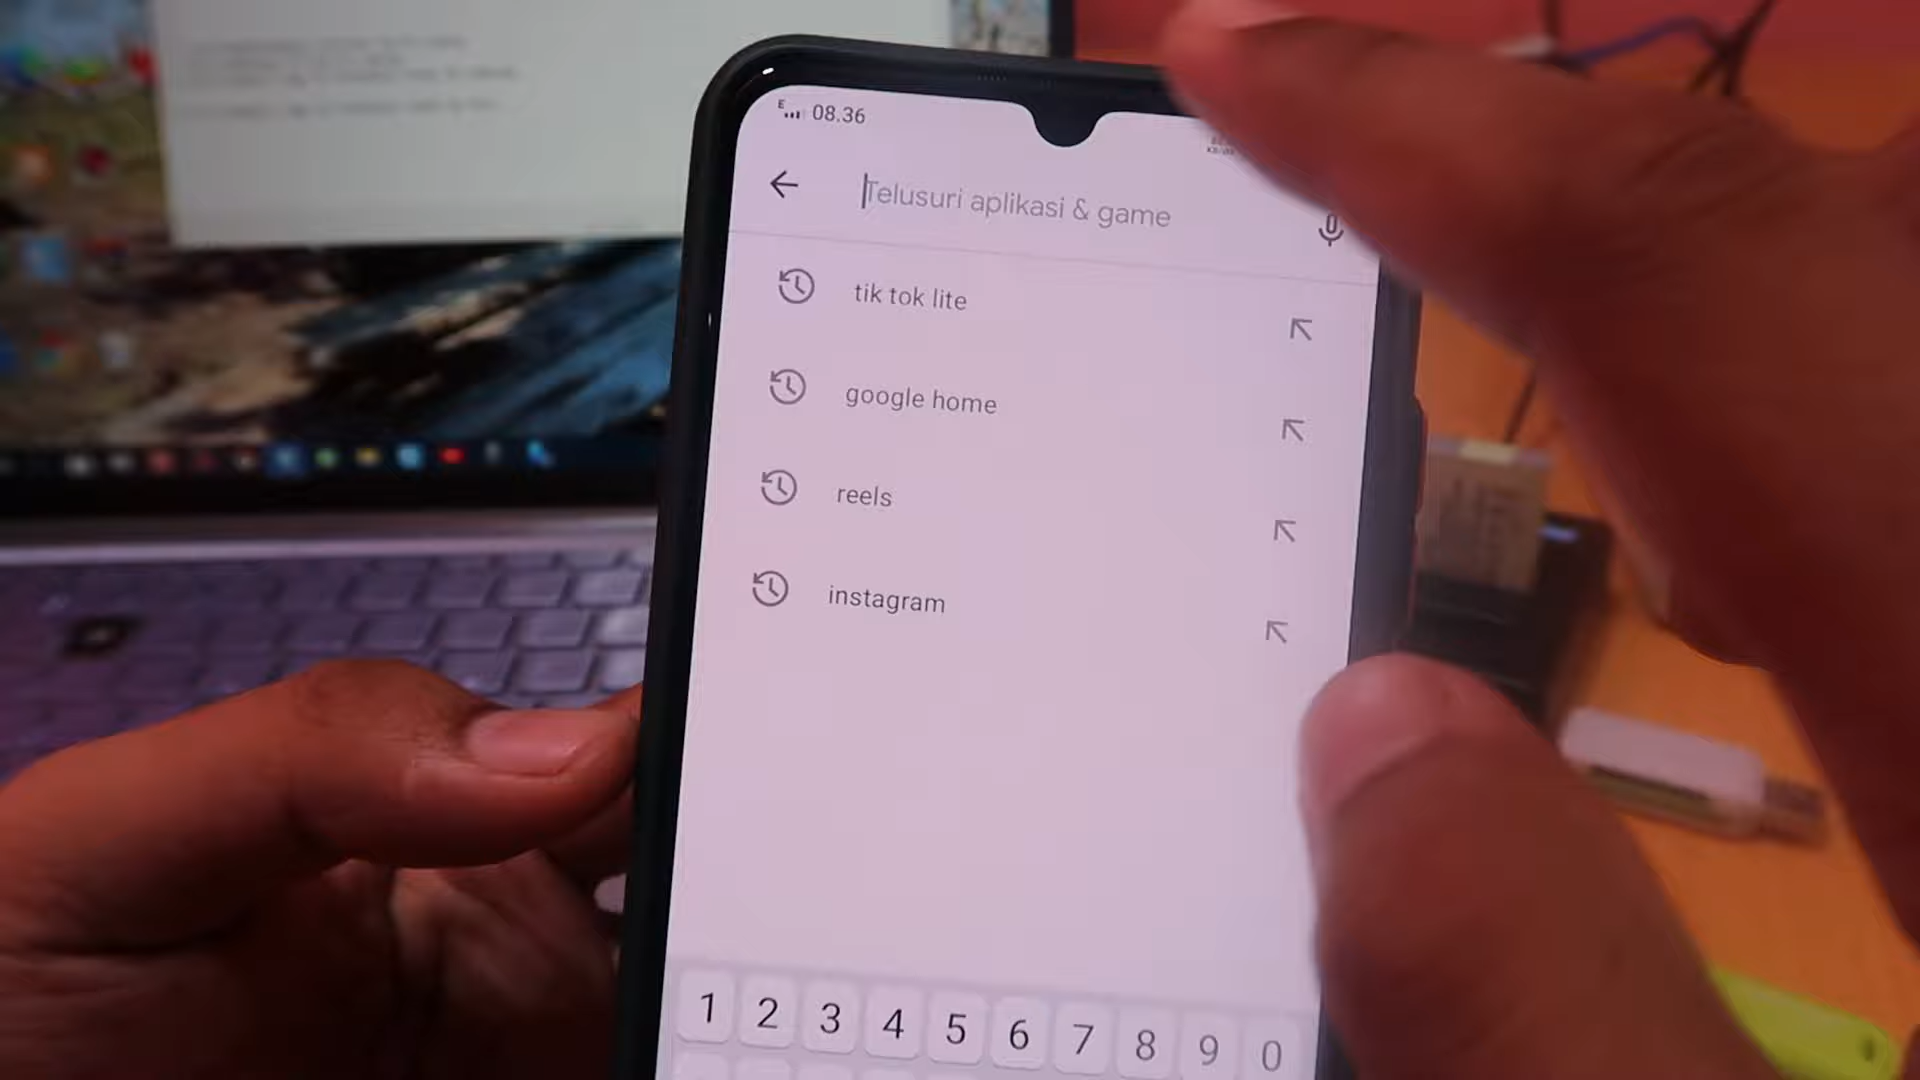 E 08.36
Telusuri aplikasi & game
tik tok lite
google home
reels
instagram
1 2 3 4 5 6 7 8 9 0